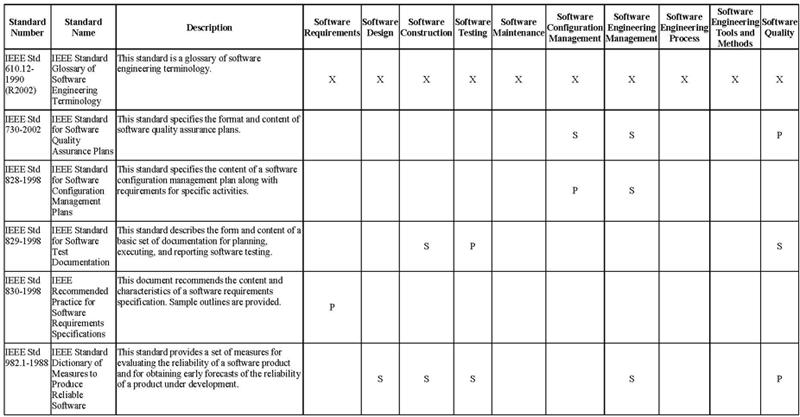 Standard Number
Standard Name
Description
Software Requirements
Software Design
Software Construction
Software Testing
Software Maintenance
Software Configuration Management
Software Engineering Management
Software Engineering Process
Software Engineering Tools and Methods
Software Quality
IEEE Std
610.12-
1990
(R2002)
IEEE Standard
Glossary of
Software
Engineering
Terminology
This standard is a glossary of software
engineering terminology.
X X X X X X X X X X
IEEE Std
730-2002
IEEE Standard
for Software
Quality
Assurance Plans
This standard specifies the format and content of
software quality assurance plans.
S S P
IEEE Std
828-1998
IEEE Standard
for Software
Configuration
Management
Plans
This standard specifies the content of a software
configuration management plan along with
requirements for specific activities.
P S
IEEE Std
829-1998
IEEE Standard
for Software
Test
Documentation
This standard describes the form and content of a
basic set of documentation for planning,
executing, and reporting software testing.
S P S
IEEE Std
830-1998
IEEE
Recommended
Practice for
Software
Requirements
Specifications
This document recommends the content and
characteristics of a software requirements
specification. Sample outlines are provided.
P
IEEE Std
982.1-1988
IEEE Standard
Dictionary of
Measures to
Produce
Reliable
Software
This standard provides a set of measures for
evaluating the reliability of a software product
and for obtaining early forecasts of the reliability
of a product under development.
S S S S P